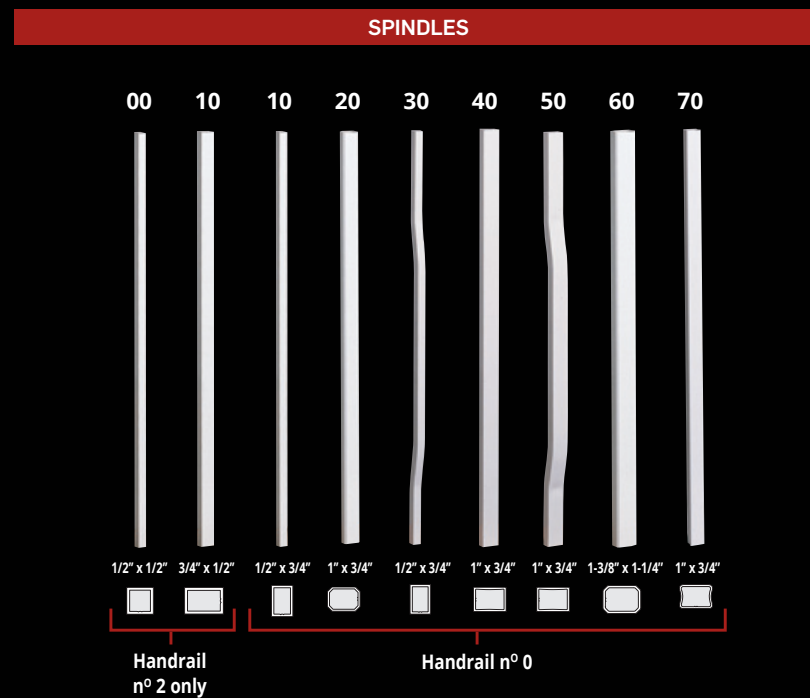 SPINDLES
00 10 10 20 30 40 50 60 70
1/2” x 1/2” 3/4” x 1/2” 1/2” x 3/4” 1” x 3/4” 1/2” x 3/4” 1” x 3/4” 1” x 3/4” 1-3/8” x 1-1/4” 1” x 3/4”
Handrail
nº 2 only
Handrail nº 0